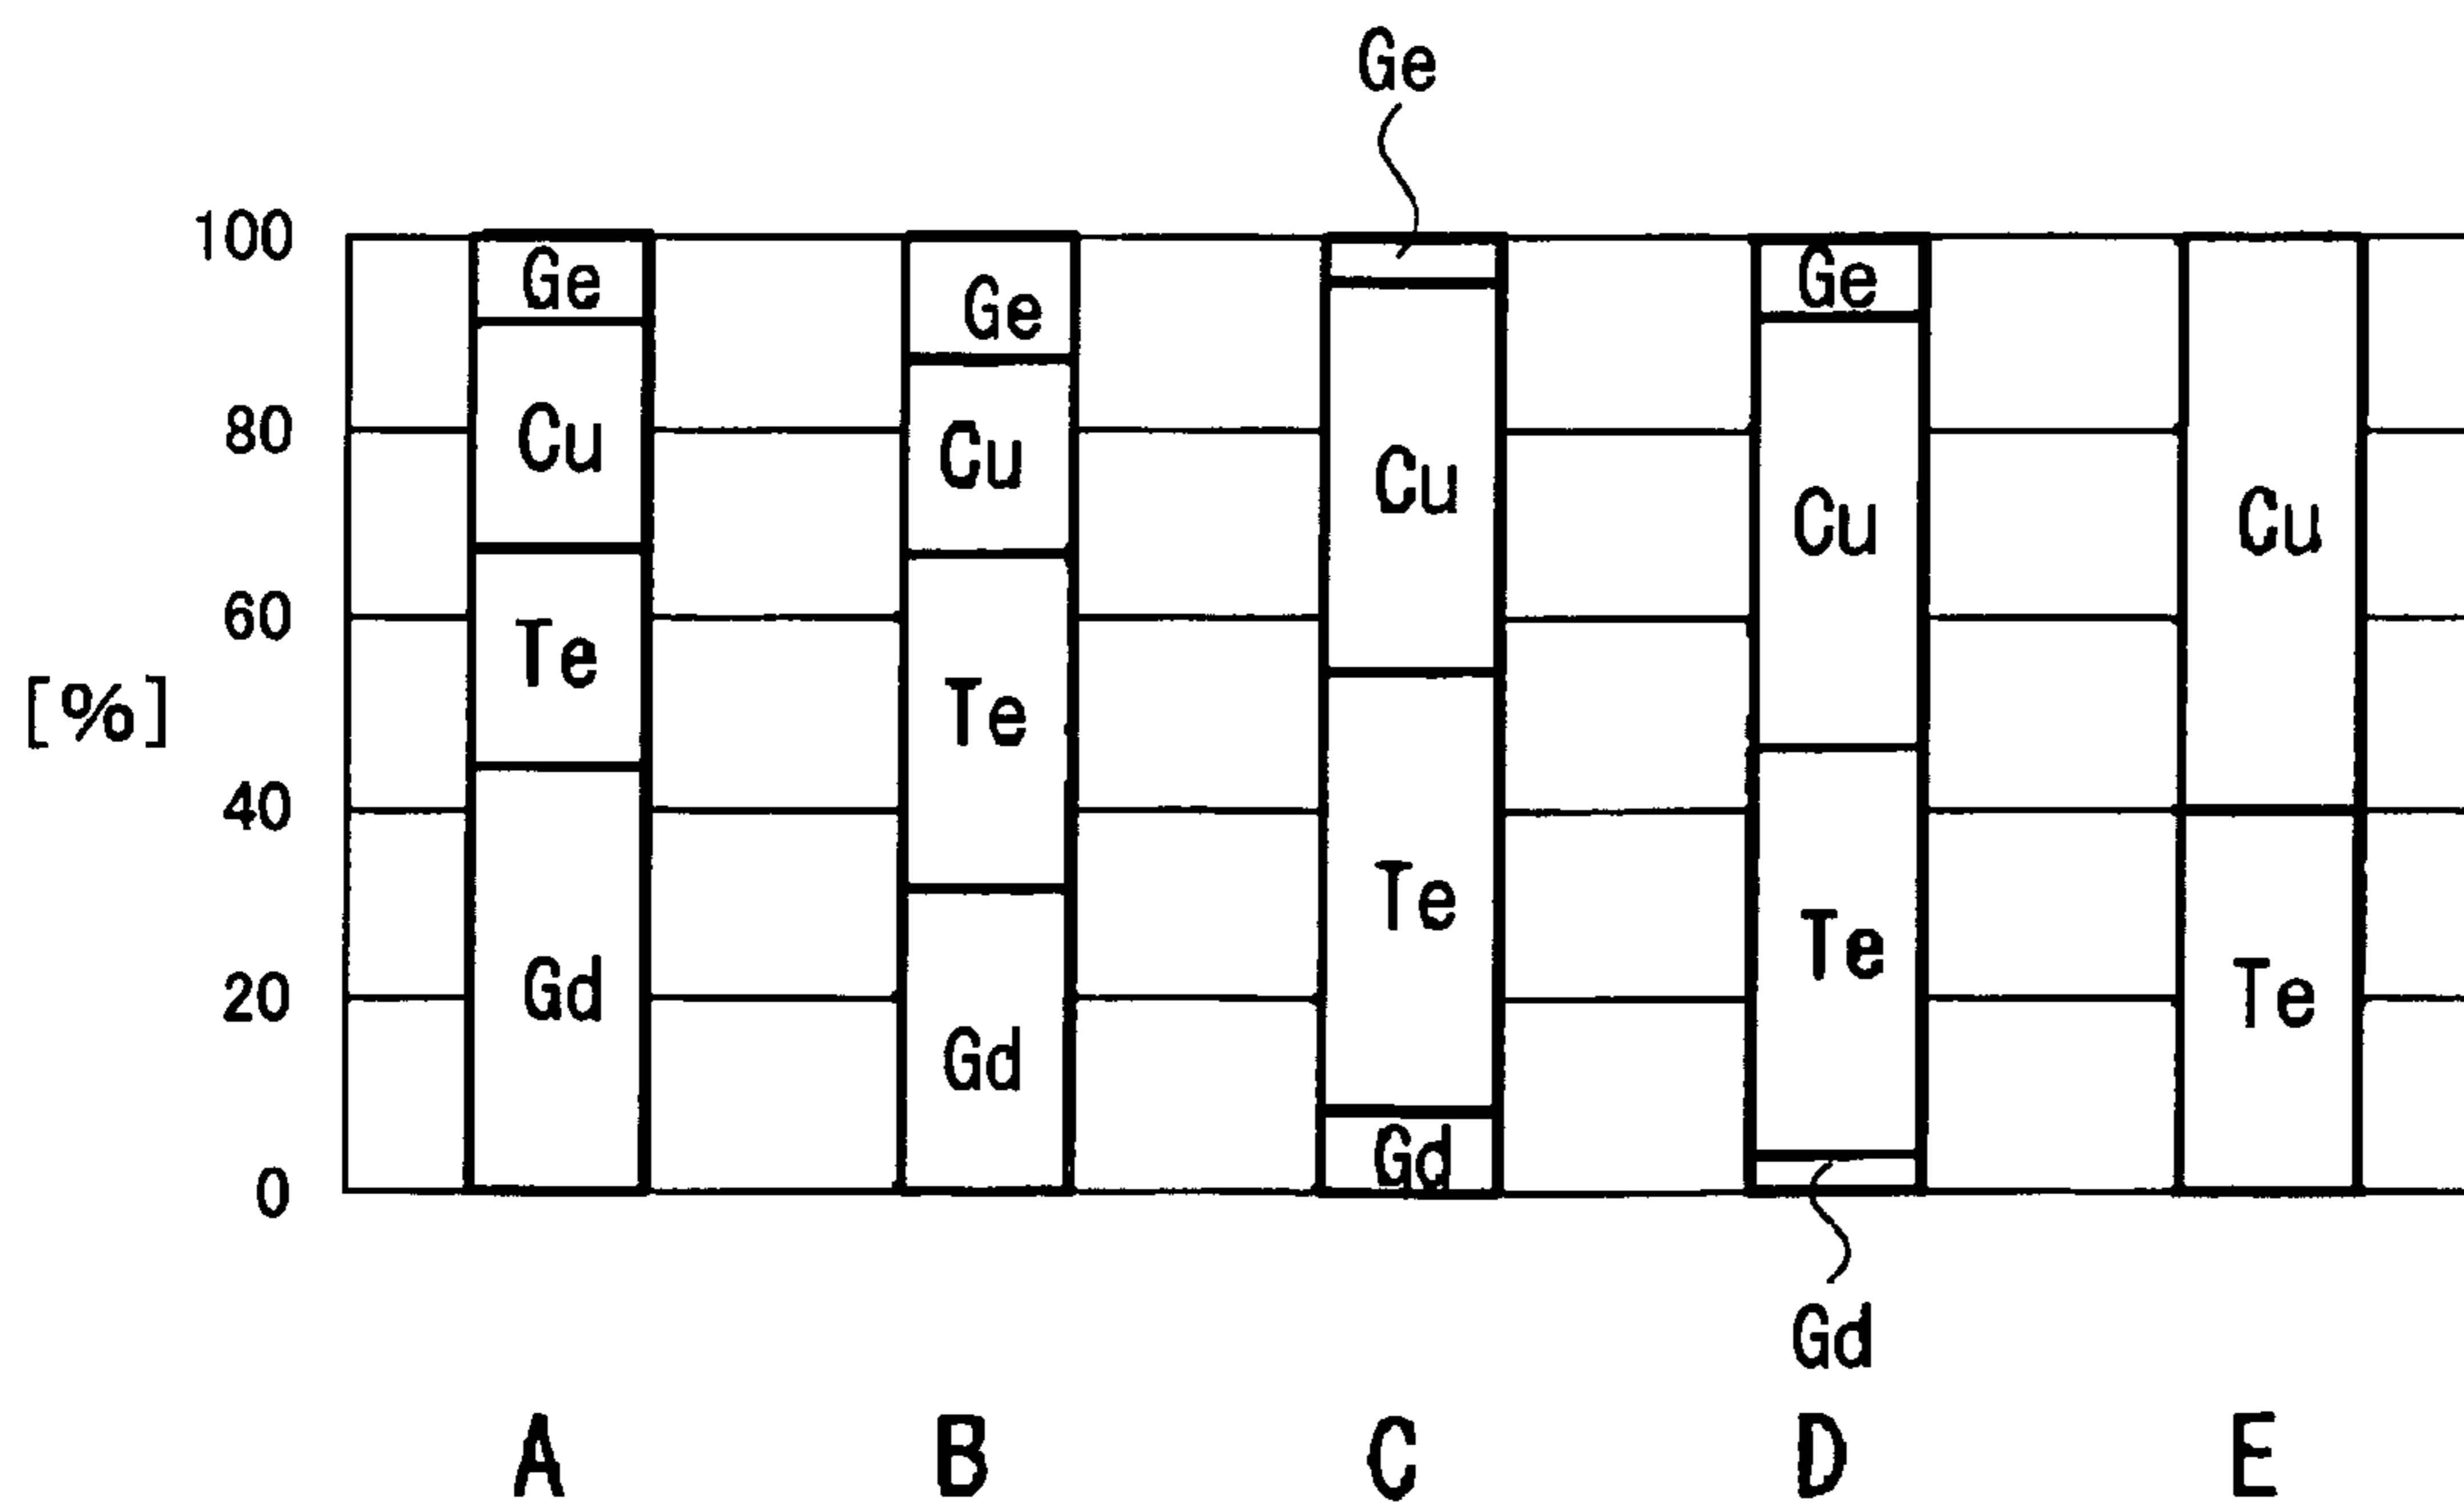 Ge
100
Ge Ge Ge
80 Cu Cu Cu Cu Cu
60 Te
[%] Te
40 Te Te
20 Gd Te
Gd Gd
0
Gd
A B C D E